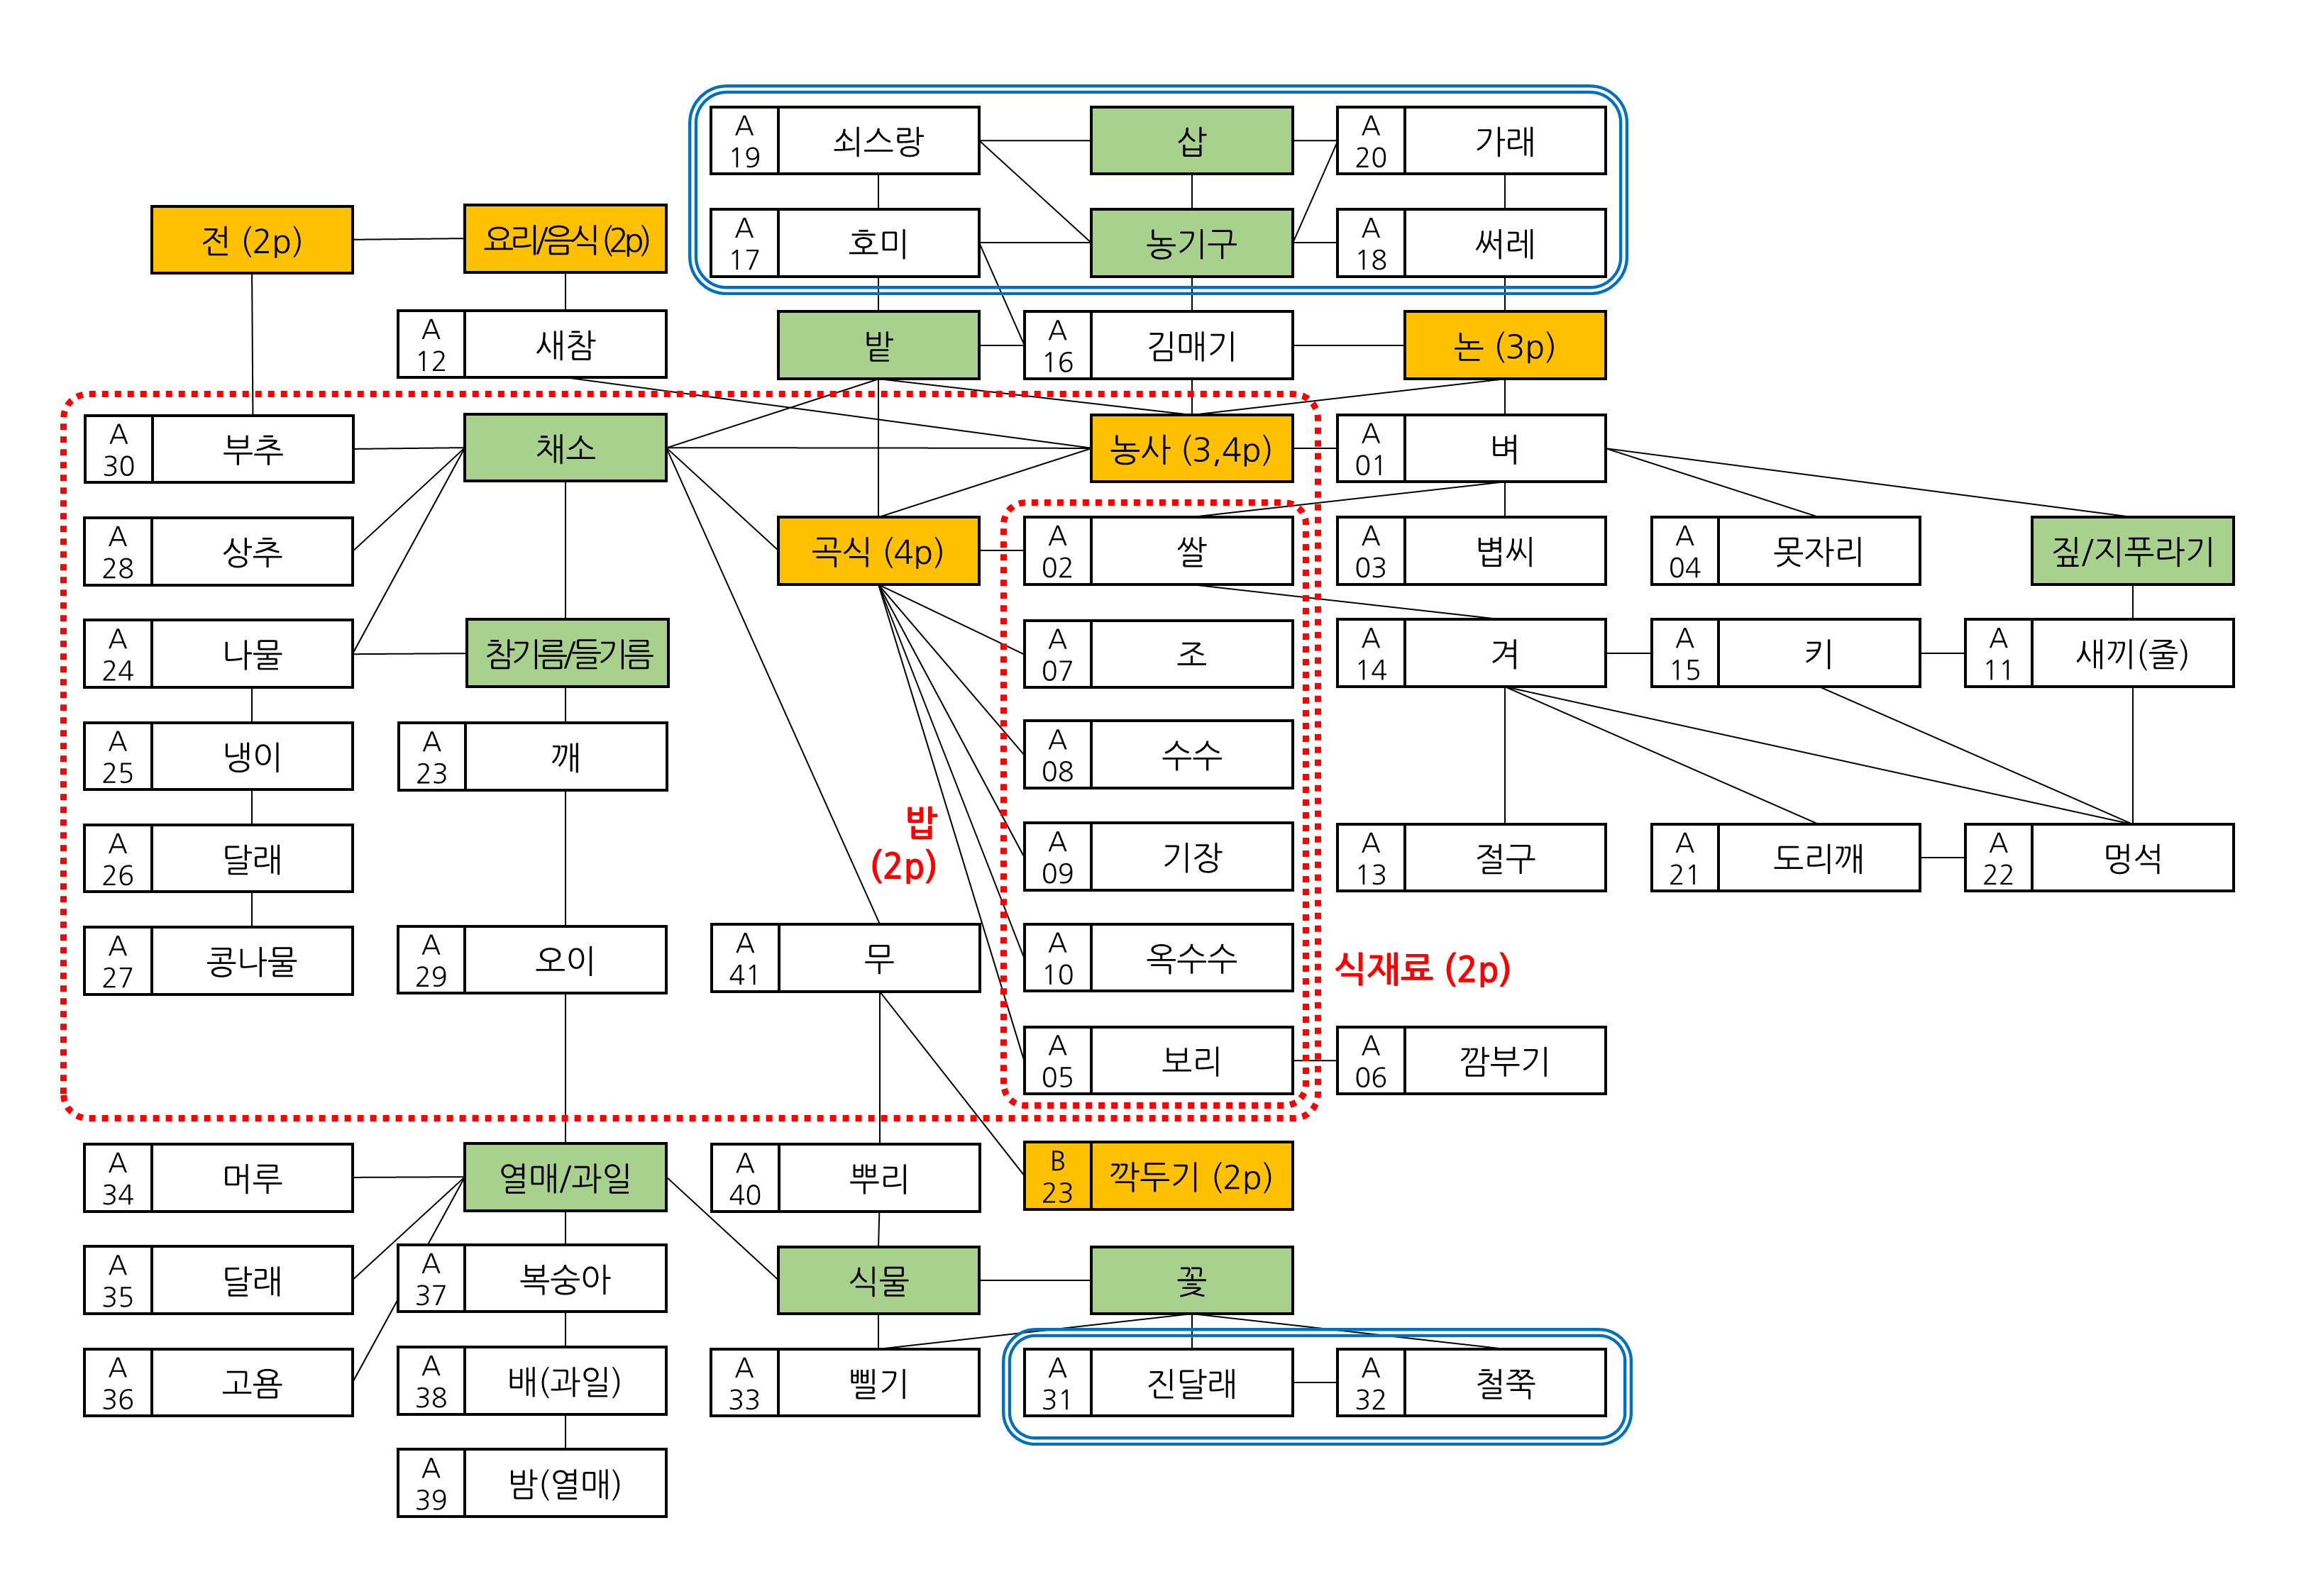 A
19
쇠스랑
삽
A
20
가래
전 (2p)
요리/음식(2p)
A
17
호미
농기구
A
18
써레
A
12
새참
밭
A
16
김매기
논 (3p)
A
30
부추
채소
농사 (3,4p)
A
01
벼
A
28
상추
곡식 (4p)
A
02
쌀
A
03
볍씨
A
04
못자리
짚/지푸라기
A
24
나물
참기름/들기름
A
07
조
A
14
겨
A
15
키
A
11
새끼(줄)
A
25
냉이
A
23
깨
A
08
수수
밥
(2p)
A
26
달래
A
09
기장
A
13
절구
A
21
도리깨
A
22
멍석
A
27
콩나물
A
29
오이
A
41
무
A
10
옥수수
식재료 (2p)
A
05
보리
A
06
깜부기
A
34
머루
열매/과일
A
40
뿌리
B
23
깍두기 (2p)
A
35
달래
A
37
복숭아
식물
꽃
A
36
고욤
A
38
배(과일)
A
33
삘기
A
31
진달래
A
32
철쭉
A
39
밤(열매)